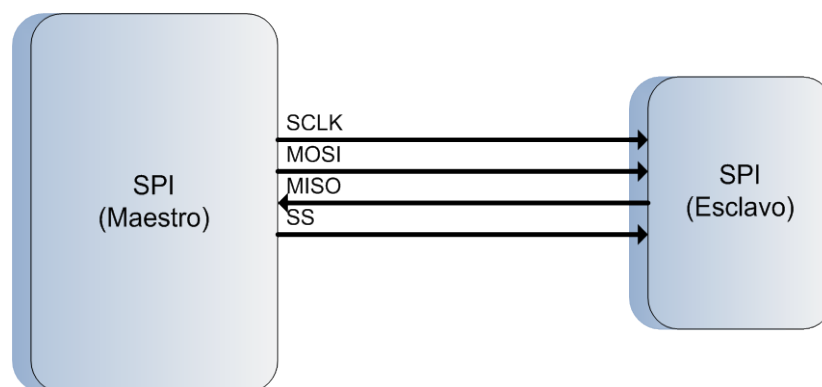 SPI
(Maestro)
SCLK
MOSI
MISO
SS
SPI
(Esclavo)